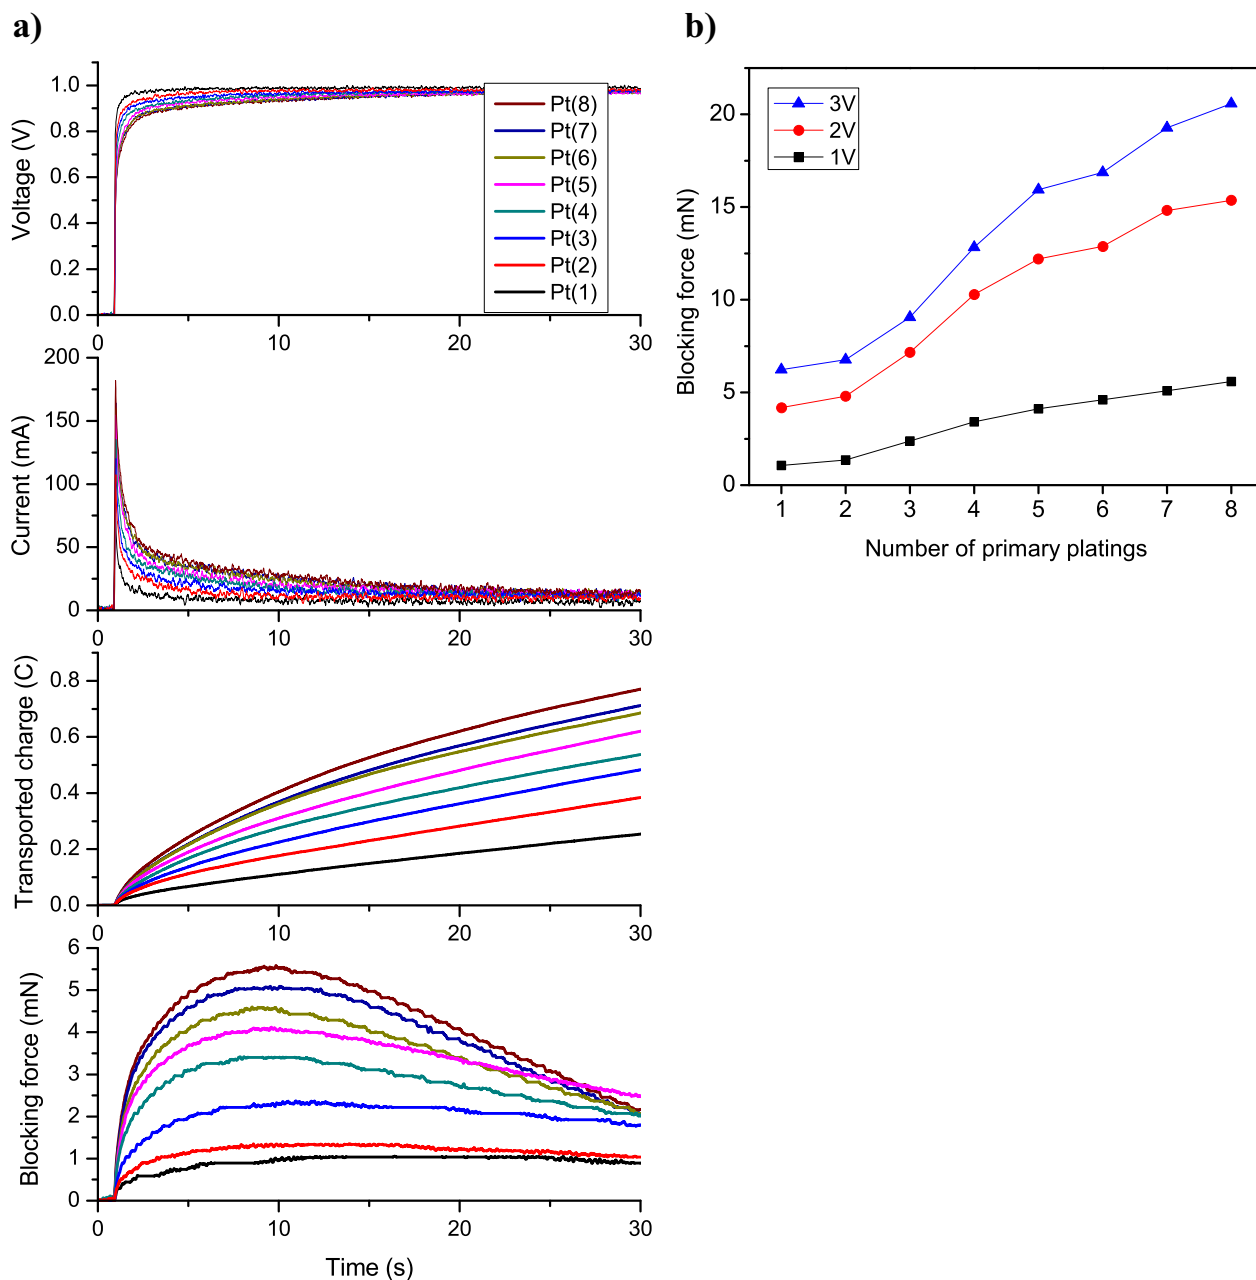 a)
Voltage (V)
1.0
0.8
0.6
0.4
0.2
0.0
Pt(8)
Pt(7)
Pt(6)
Pt(5)
Pt(4)
Pt(3)
Pt(2)
Pt(1)
0 10 20 30
Current (mA)
200
150
100
50
0
0 10 20 30
Transported charge (C)
0.8
0.6
0.4
0.2
0.0
0 10 20 30
Blocking force (mN)
6
5
4
3
2
1
0
0 10 20 30
Time (s)
b)
Blocking force (mN)
20
15
10
5
0
3V
2V
1V
1 2 3 4 5 6 7 8
Number of primary platings